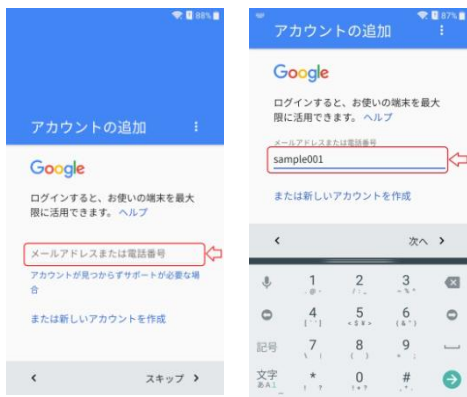 88%
アカウントの追加
Google
ログインすると、お使いの端末を最大
限に活用できます。 ヘルプ
メールアドレスまたは電話番号
アカウントが見つからずサポートが必要な場
合
または新しいアカウントを作成
スキップ
87%
アカウントの追加
Google
ログインすると、お使いの端末を最大
限に活用できます。 ヘルプ
メールアドレスまたは電話番号
sample001
または新しいアカウントを作成
次へ
1 2 3
4 5 6
記号 7 8 9
文字 * 0 #
あA1